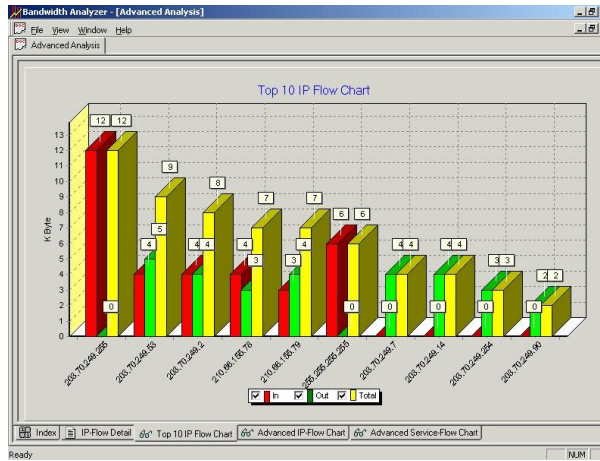 Bandwidth Analyzer - [Advanced Analysis]
File View Window Help
Advanced Analysis
Top 10 IP Flow Chart
K Byte
13
12
11
10
9
8
7
6
5
4
3
2
1
0
12 0 12
4 5 9
4 4 8
4 3 7
3 4 7
6 0 6
0 4 4
0 4 4
0 3 3
0 2 2
203.70.249.255
203.70.249.53
203.70.249.2
210.66.155.78
210.66.155.79
255.255.255.255
203.70.249.7
203.70.249.14
203.70.249.254
203.70.249.90
In Out Total
Index IP-Flow Detail Top 10 IP Flow Chart Advanced IP-Flow Chart Advanced Service-Flow Chart
Ready NUM